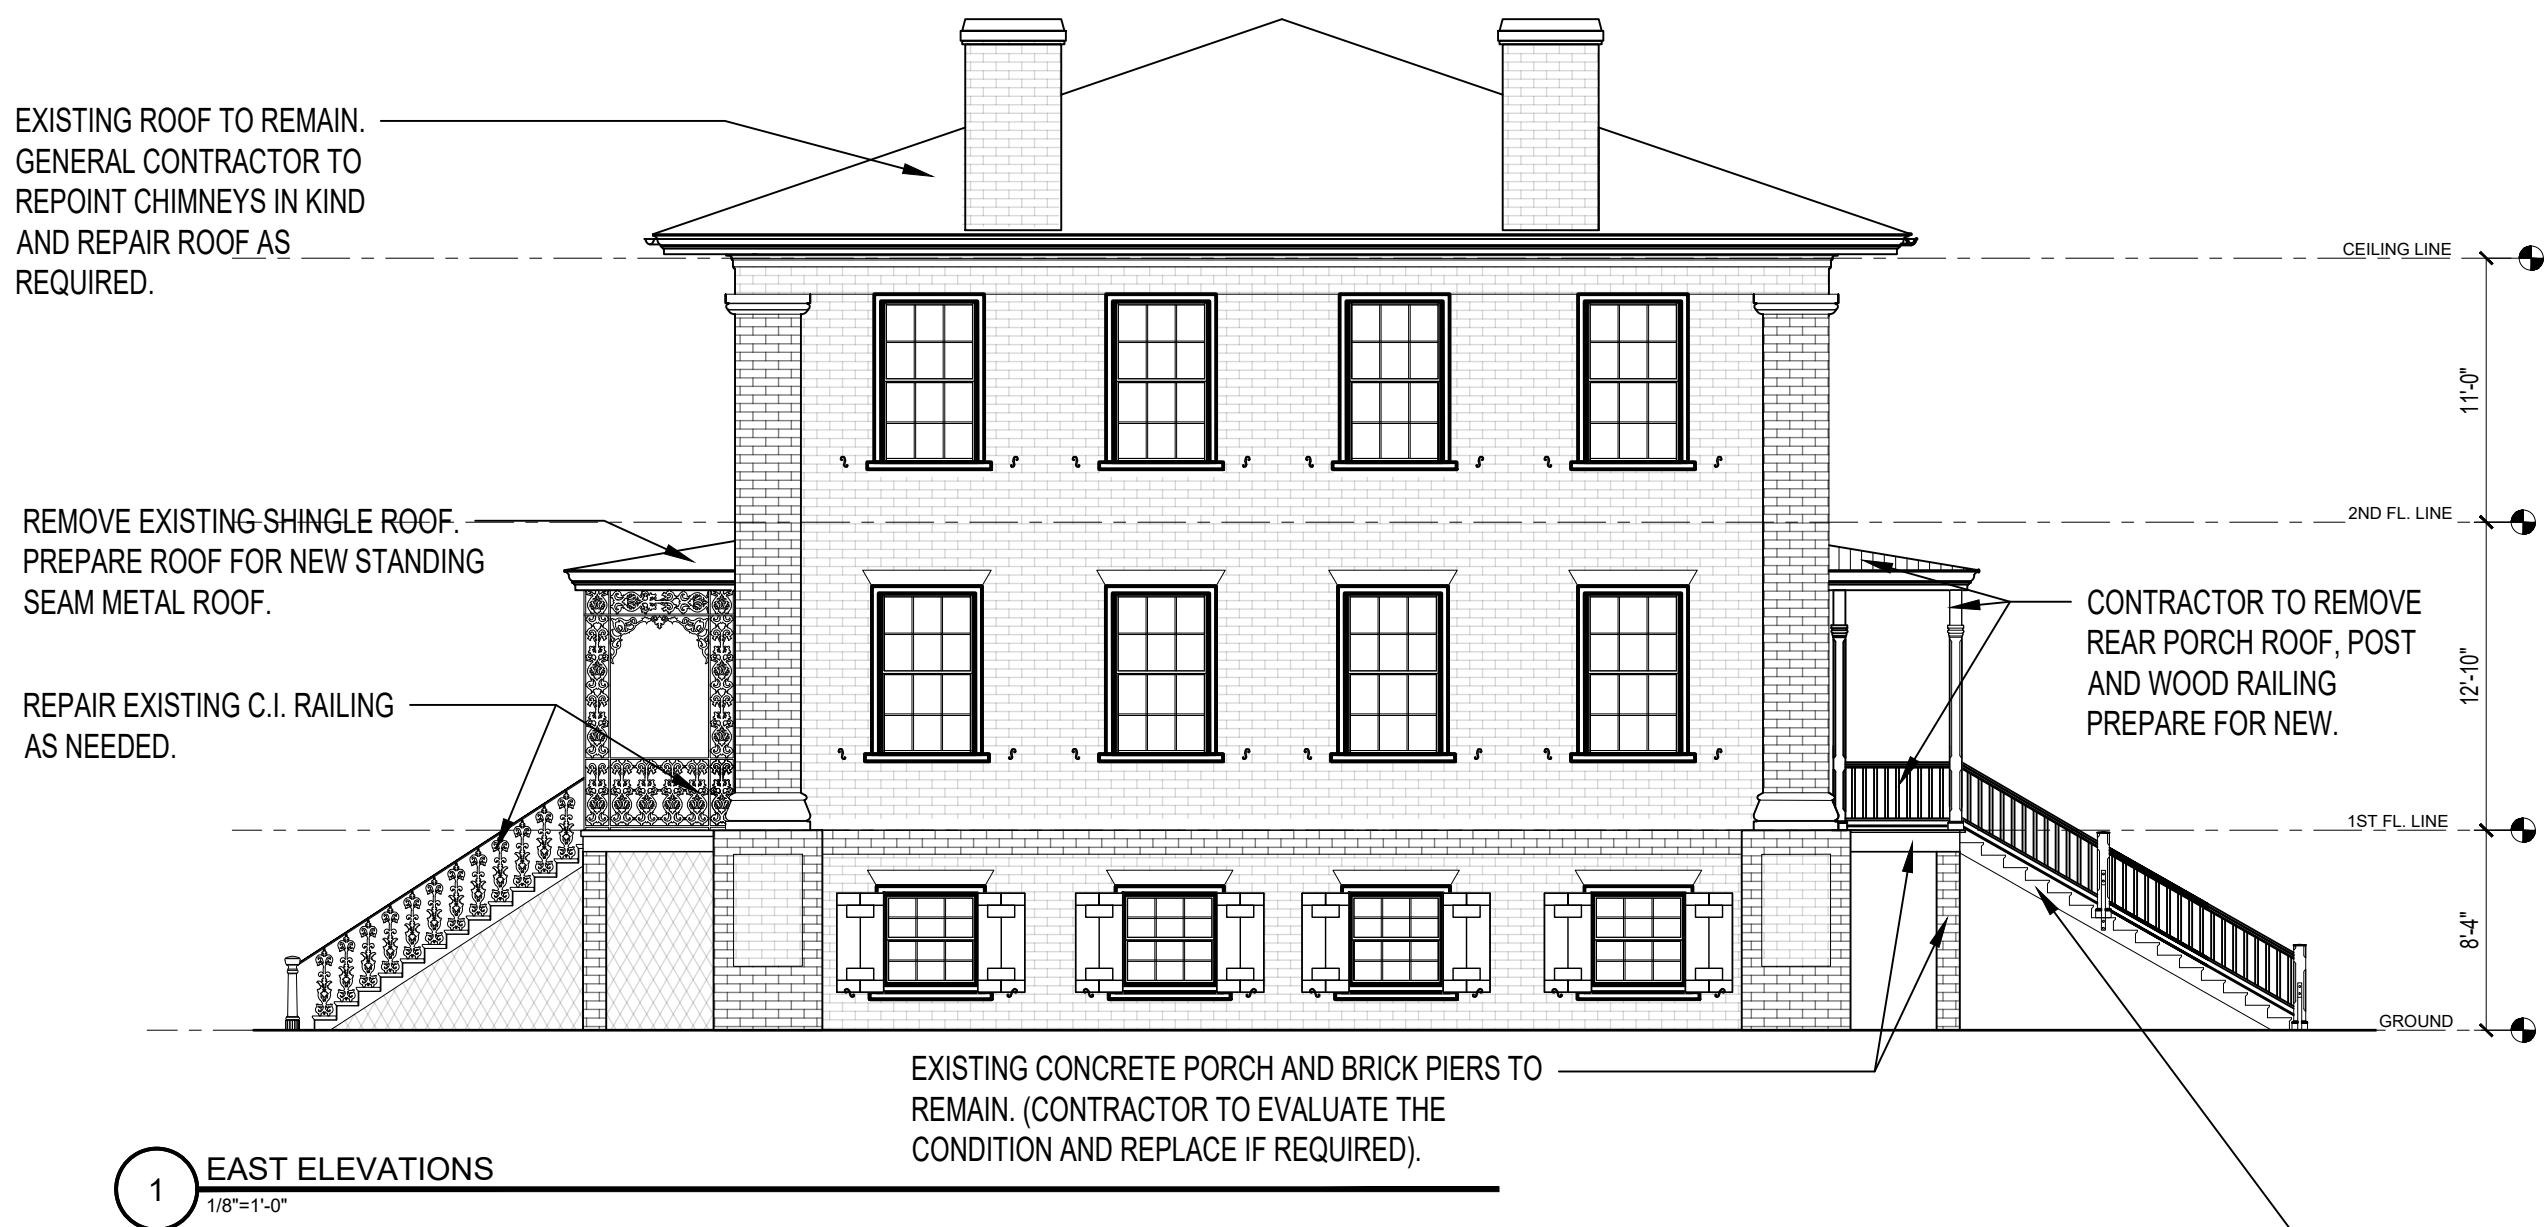 EXISTING ROOF TO REMAIN.
GENERAL CONTRACTOR TO
REPOINT CHIMNEYS IN KIND
AND REPAIR ROOF AS
REQUIRED.
CEILING LINE
11'-0"
REMOVE EXISTING SHINGLE ROOF.
PREPARE ROOF FOR NEW STANDING
SEAM METAL ROOF.
2ND FL. LINE
CONTRACTOR TO REMOVE
REAR PORCH ROOF, POST
AND WOOD RAILING
PREPARE FOR NEW.
12'-10"
REPAIR EXISTING C.I. RAILING
AS NEEDED.
1ST FL. LINE
8'-4"
GROUND
EXISTING CONCRETE PORCH AND BRICK PIERS TO
REMAIN. (CONTRACTOR TO EVALUATE THE
CONDITION AND REPLACE IF REQUIRED).
1
EAST ELEVATIONS
1/8"=1'-0"